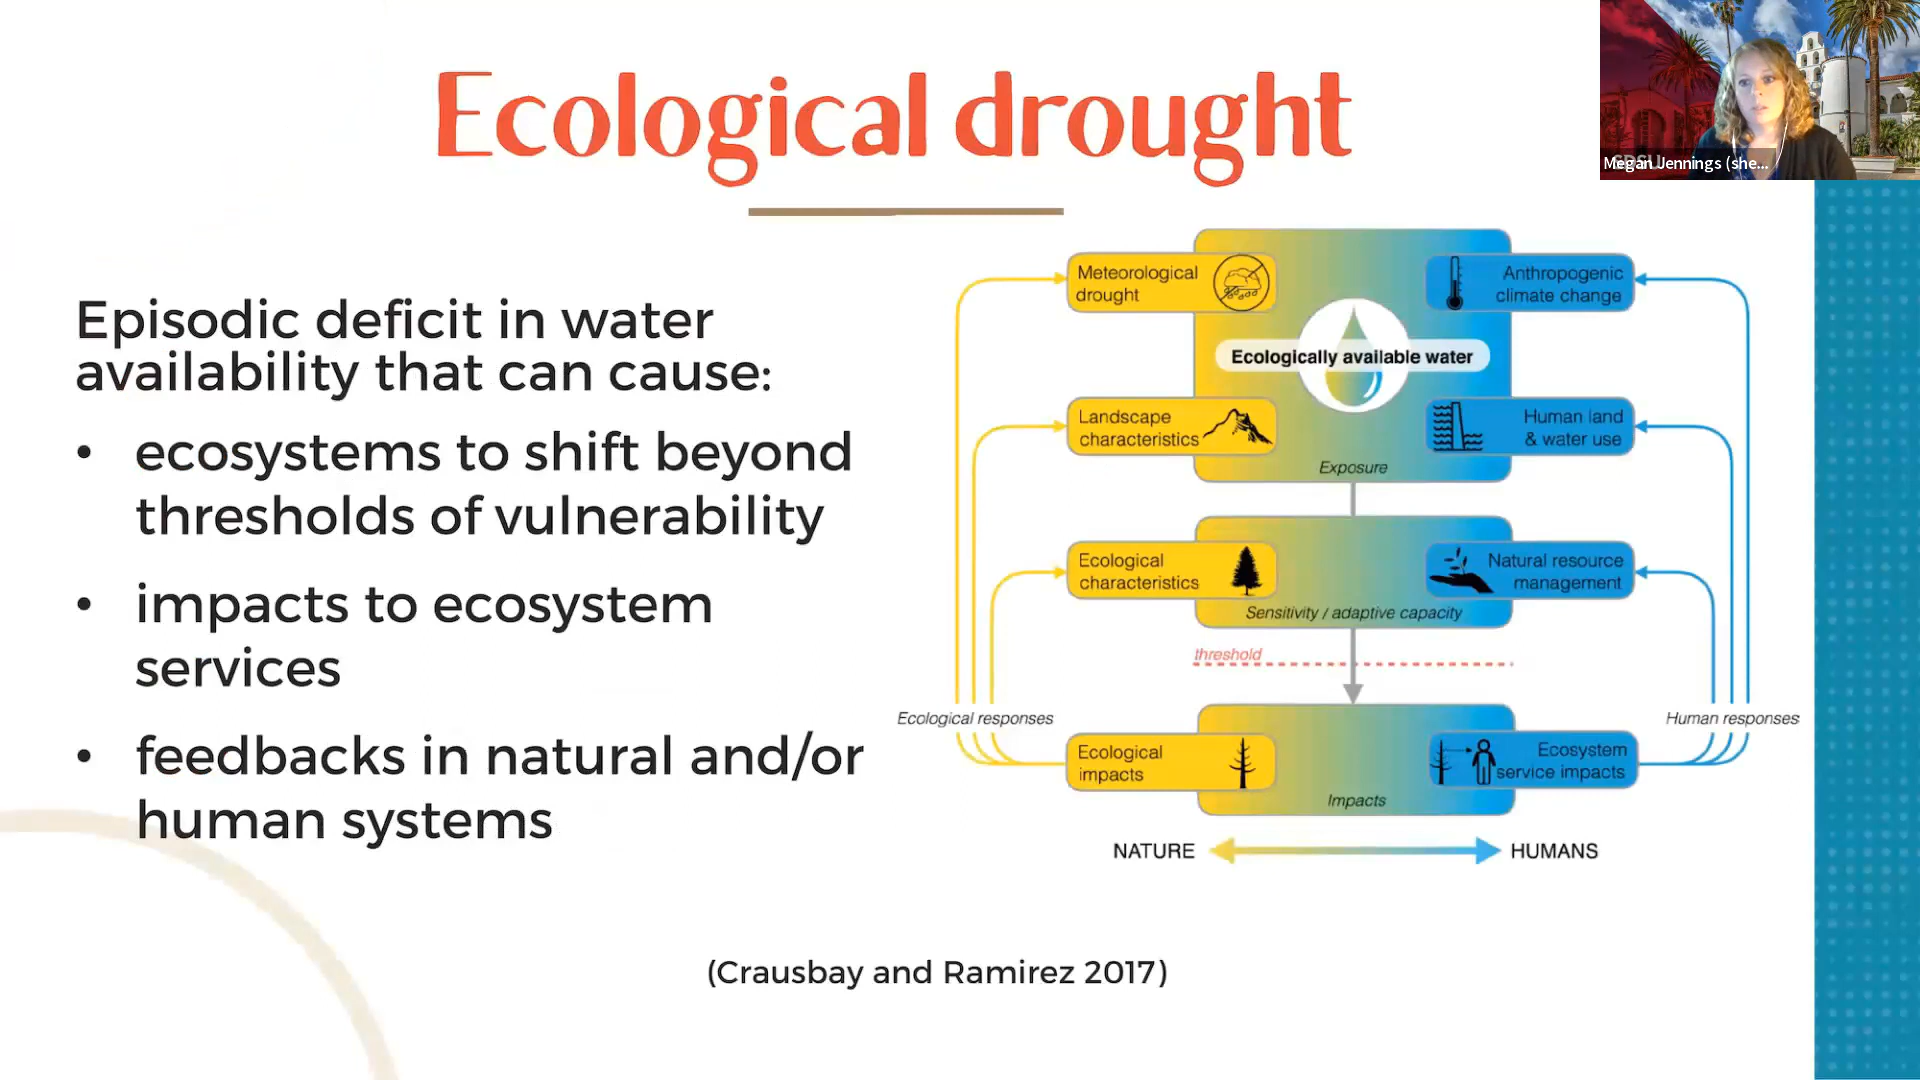 Ecological drought
Megan Jennings (she...
Episodic deficit in water
availability that can cause:
• ecosystems to shift beyond
thresholds of vulnerability
• impacts to ecosystem
services
• feedbacks in natural and/or
human systems
Meteorological
drought
Anthropogenic
climate change
Ecologically available water
Landscape
characteristics
Human land
& water use
Exposure
Ecological
characteristics
Natural resource
management
Sensitivity / adaptive capacity
threshold
Ecological responses
Human responses
Ecological
impacts
Ecosystem
service impacts
Impacts
NATURE
HUMANS
(Crausbay and Ramirez 2017)